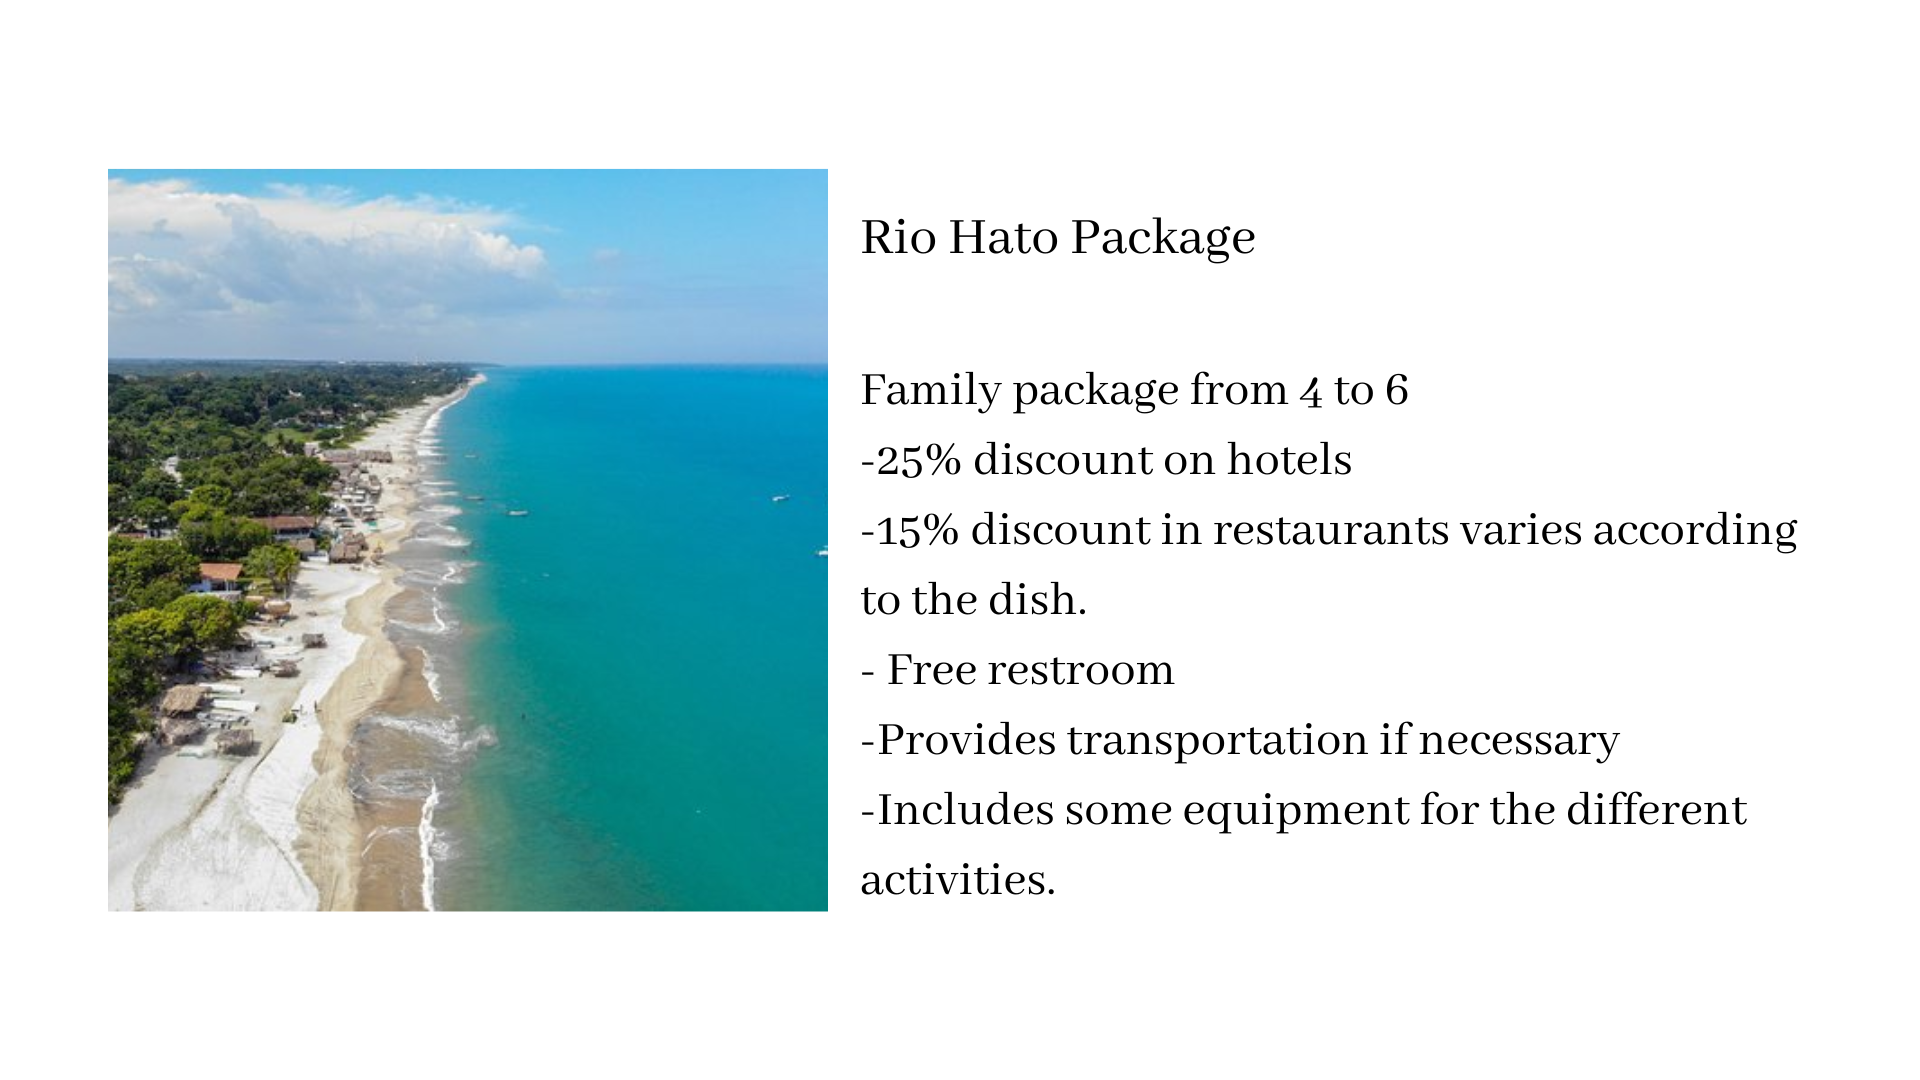 Rio Hato Package
Family package from 4 to 6
-25% discount on hotels
-15% discount in restaurants varies according
to the dish.
- Free restroom
-Provides transportation if necessary
-Includes some equipment for the different
activities.